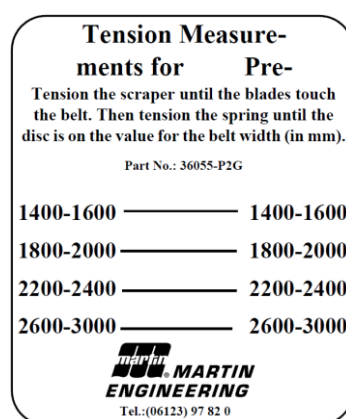 Tension Measure-
ments for Pre-
Tension the scraper until the blades touch
the belt. Then tension the spring until the
disc is on the value for the belt width (in mm).
Part No.: 36055-P2G
1400-1600 1400-1600
1800-2000 1800-2000
2200-2400 2200-2400
2600-3000 2600-3000
martin® MARTIN
ENGINEERING
Tel.:(06123) 97 82 0